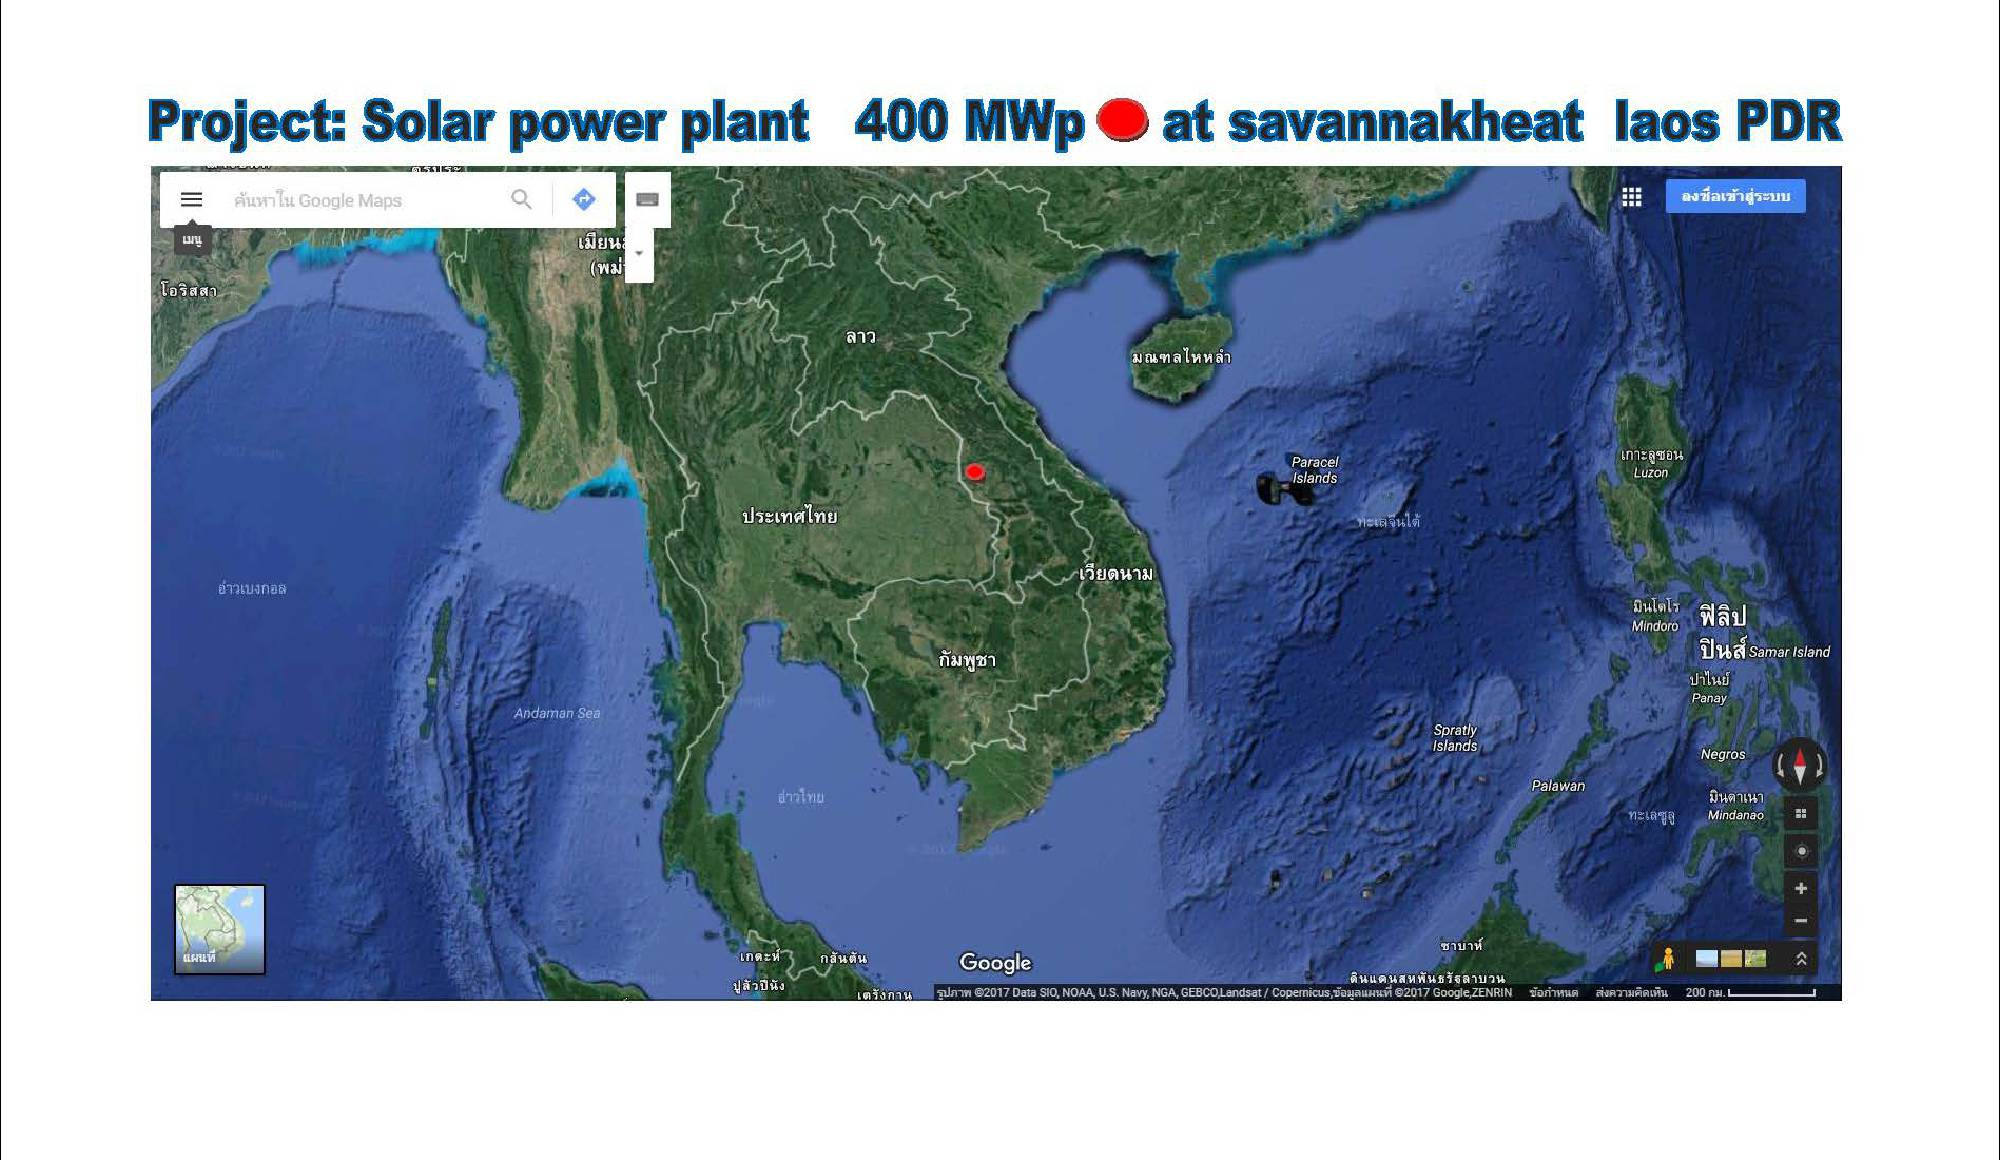 Project: Solar power plant 400 MWp at savannakheat laos PDR
ค้นหาใน Google Maps
ลงชื่อเข้าสู่ระบบ
เมนู
เมียน
(พม่
โอริสสา
ลาว
มณฑลไหหลำ
Paracel
Islands
เกาะลูซอน
Luzon
ประเทศไทย
ทะเลจีนใต้
เวียดนาม
อ่าวเบงกอล
มินโดโร
Mindoro
ฟิลิป
ปินส์
Samar Island
กัมพูชา
ปาไนย์
Panay
Andaman Sea
Spratly
Islands
Negros
Palawan
อ่าวไทย
มินดาเนา
Mindanao
ทะเลซูลู
แผนที่
เกดะห์
กลันตัน
ปูลัวปีนัง
ตรังกานู
ซาบาห์
ดินแดนสหพันธรัฐลาบวน
Google
รูปภาพ ©2017 Data SIO, NOAA, U.S. Navy, NGA, GEBCO,Landsat / Copernicus,ข้อมูลแผนที่ ©2017 Google,ZENRIN ข้อกำหนด ส่งความคิดเห็น 200 กม.